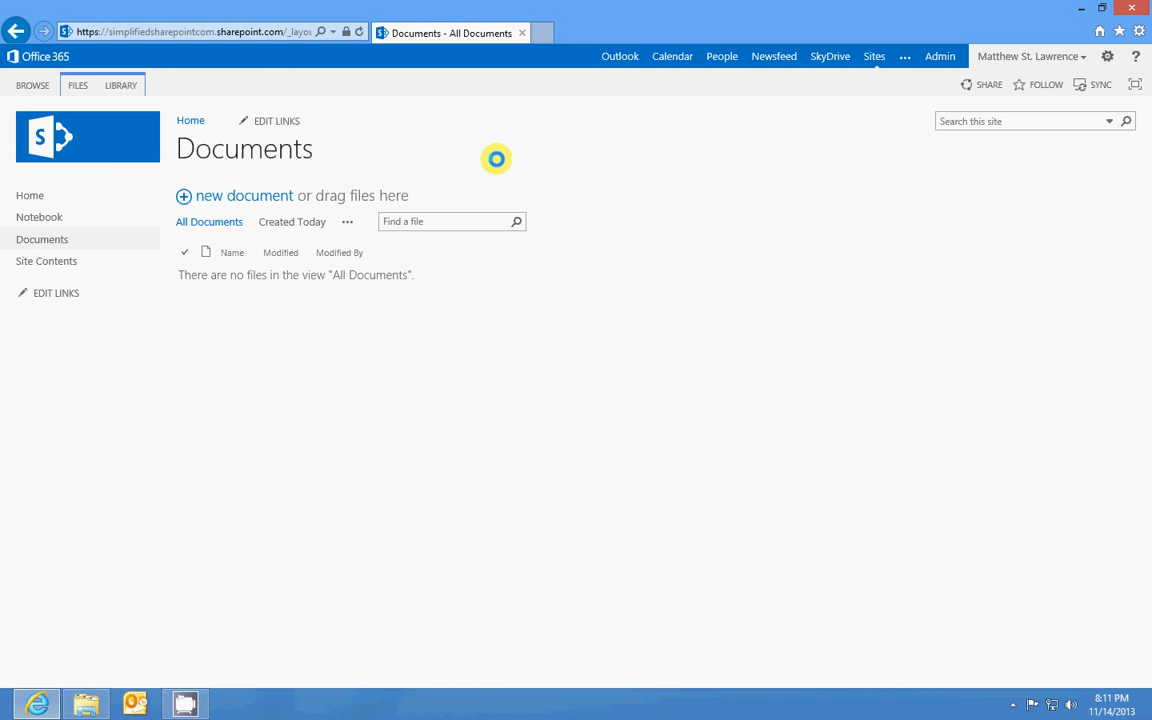 https://simplifiedsharepointcom.sharepoint.com/_layo
Documents - All Documents
Office 365
Outlook Calendar People Newsfeed SkyDrive Sites ... Admin Matthew St. Lawrence ?
BROWSE FILES LIBRARY SHARE FOLLOW SYNC
Home EDIT LINKS
Search this site
Documents
new document or drag files here
All Documents Created Today ... Find a file
Name Modified Modified By
There are no files in the view "All Documents".
Home
Notebook
Documents
Site Contents
EDIT LINKS
8:11 PM
11/14/2013